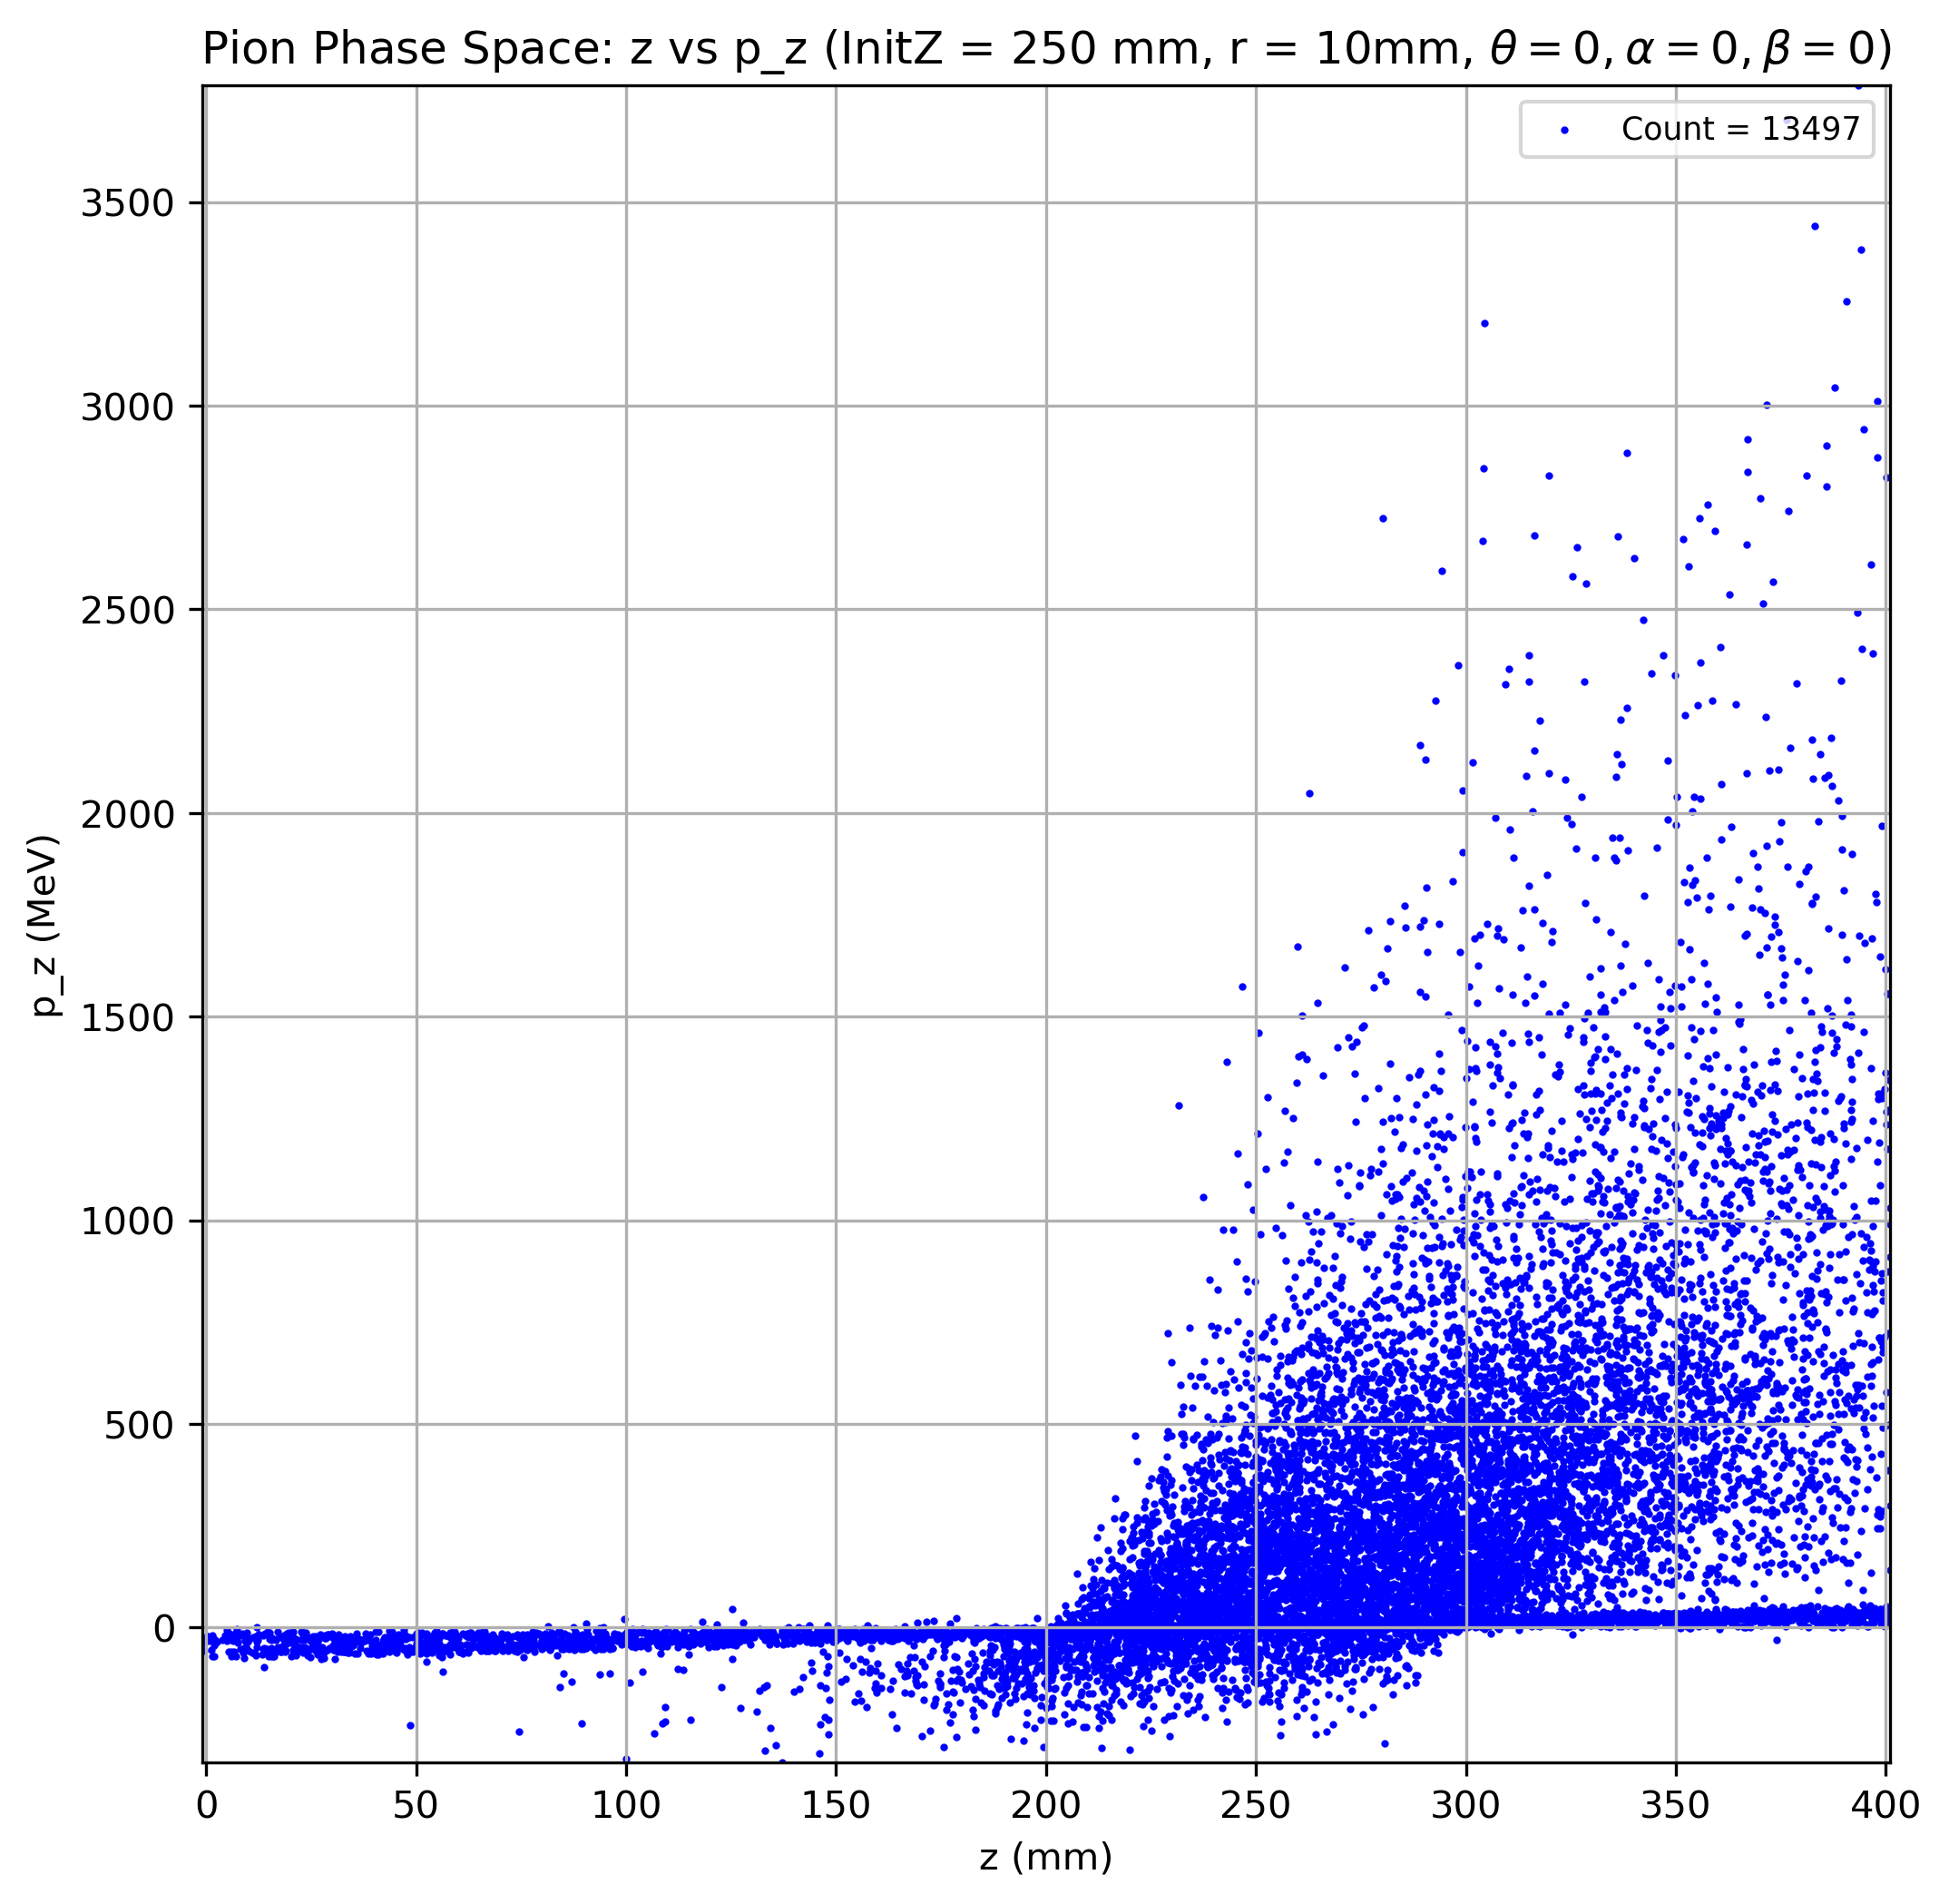 Pion Phase Space: z vs p_z (InitZ = 250 mm, r = 10mm, θ = 0, α = 0, β = 0)
Count = 13497
3500
3000
2500
2000
1500
1000
500
0
p_z (MeV)
0 50 100 150 200 250 300 350 400
z (mm)